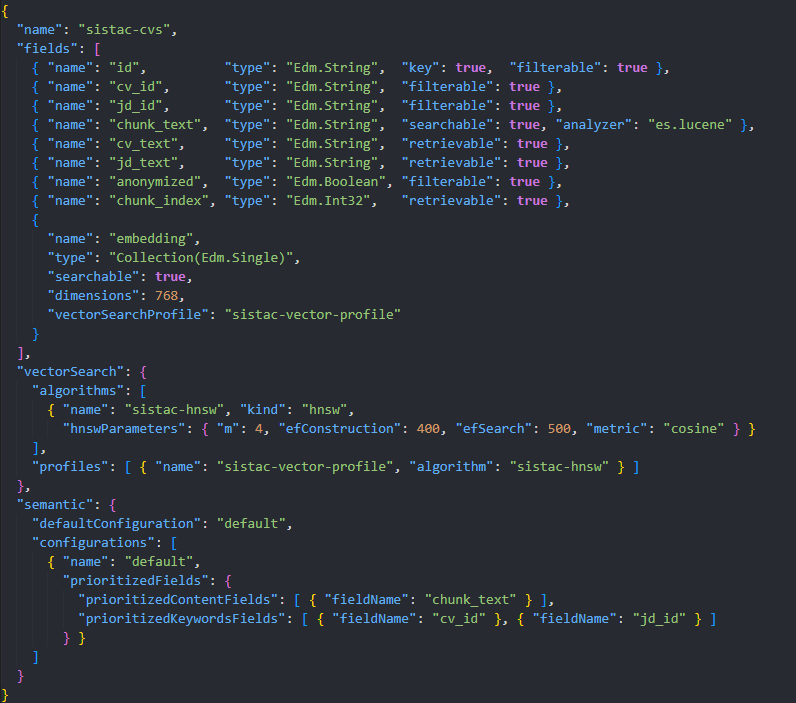 {
  "name": "sistac-cvs",
  "fields": [
    { "name": "id",          "type": "Edm.String",  "key": true,  "filterable": true },
    { "name": "cv_id",       "type": "Edm.String",  "filterable": true },
    { "name": "jd_id",       "type": "Edm.String",  "filterable": true },
    { "name": "chunk_text",  "type": "Edm.String",  "searchable": true, "analyzer": "es.lucene" },
    { "name": "cv_text",     "type": "Edm.String",  "retrievable": true },
    { "name": "jd_text",     "type": "Edm.String",  "retrievable": true },
    { "name": "anonymized",  "type": "Edm.Boolean", "filterable": true },
    { "name": "chunk_index", "type": "Edm.Int32",   "retrievable": true },
    {
      "name": "embedding",
      "type": "Collection(Edm.Single)",
      "searchable": true,
      "dimensions": 768,
      "vectorSearchProfile": "sistac-vector-profile"
    }
  ],
  "vectorSearch": {
    "algorithms": [
      { "name": "sistac-hnsw", "kind": "hnsw",
        "hnswParameters": { "m": 4, "efConstruction": 400, "efSearch": 500, "metric": "cosine" } }
    ],
    "profiles": [ { "name": "sistac-vector-profile", "algorithm": "sistac-hnsw" } ]
  },
  "semantic": {
    "defaultConfiguration": "default",
    "configurations": [
      { "name": "default",
        "prioritizedFields": {
          "prioritizedContentFields": [ { "fieldName": "chunk_text" } ],
          "prioritizedKeywordsFields": [ { "fieldName": "cv_id" }, { "fieldName": "jd_id" } ]
        } }
    ]
  }
}